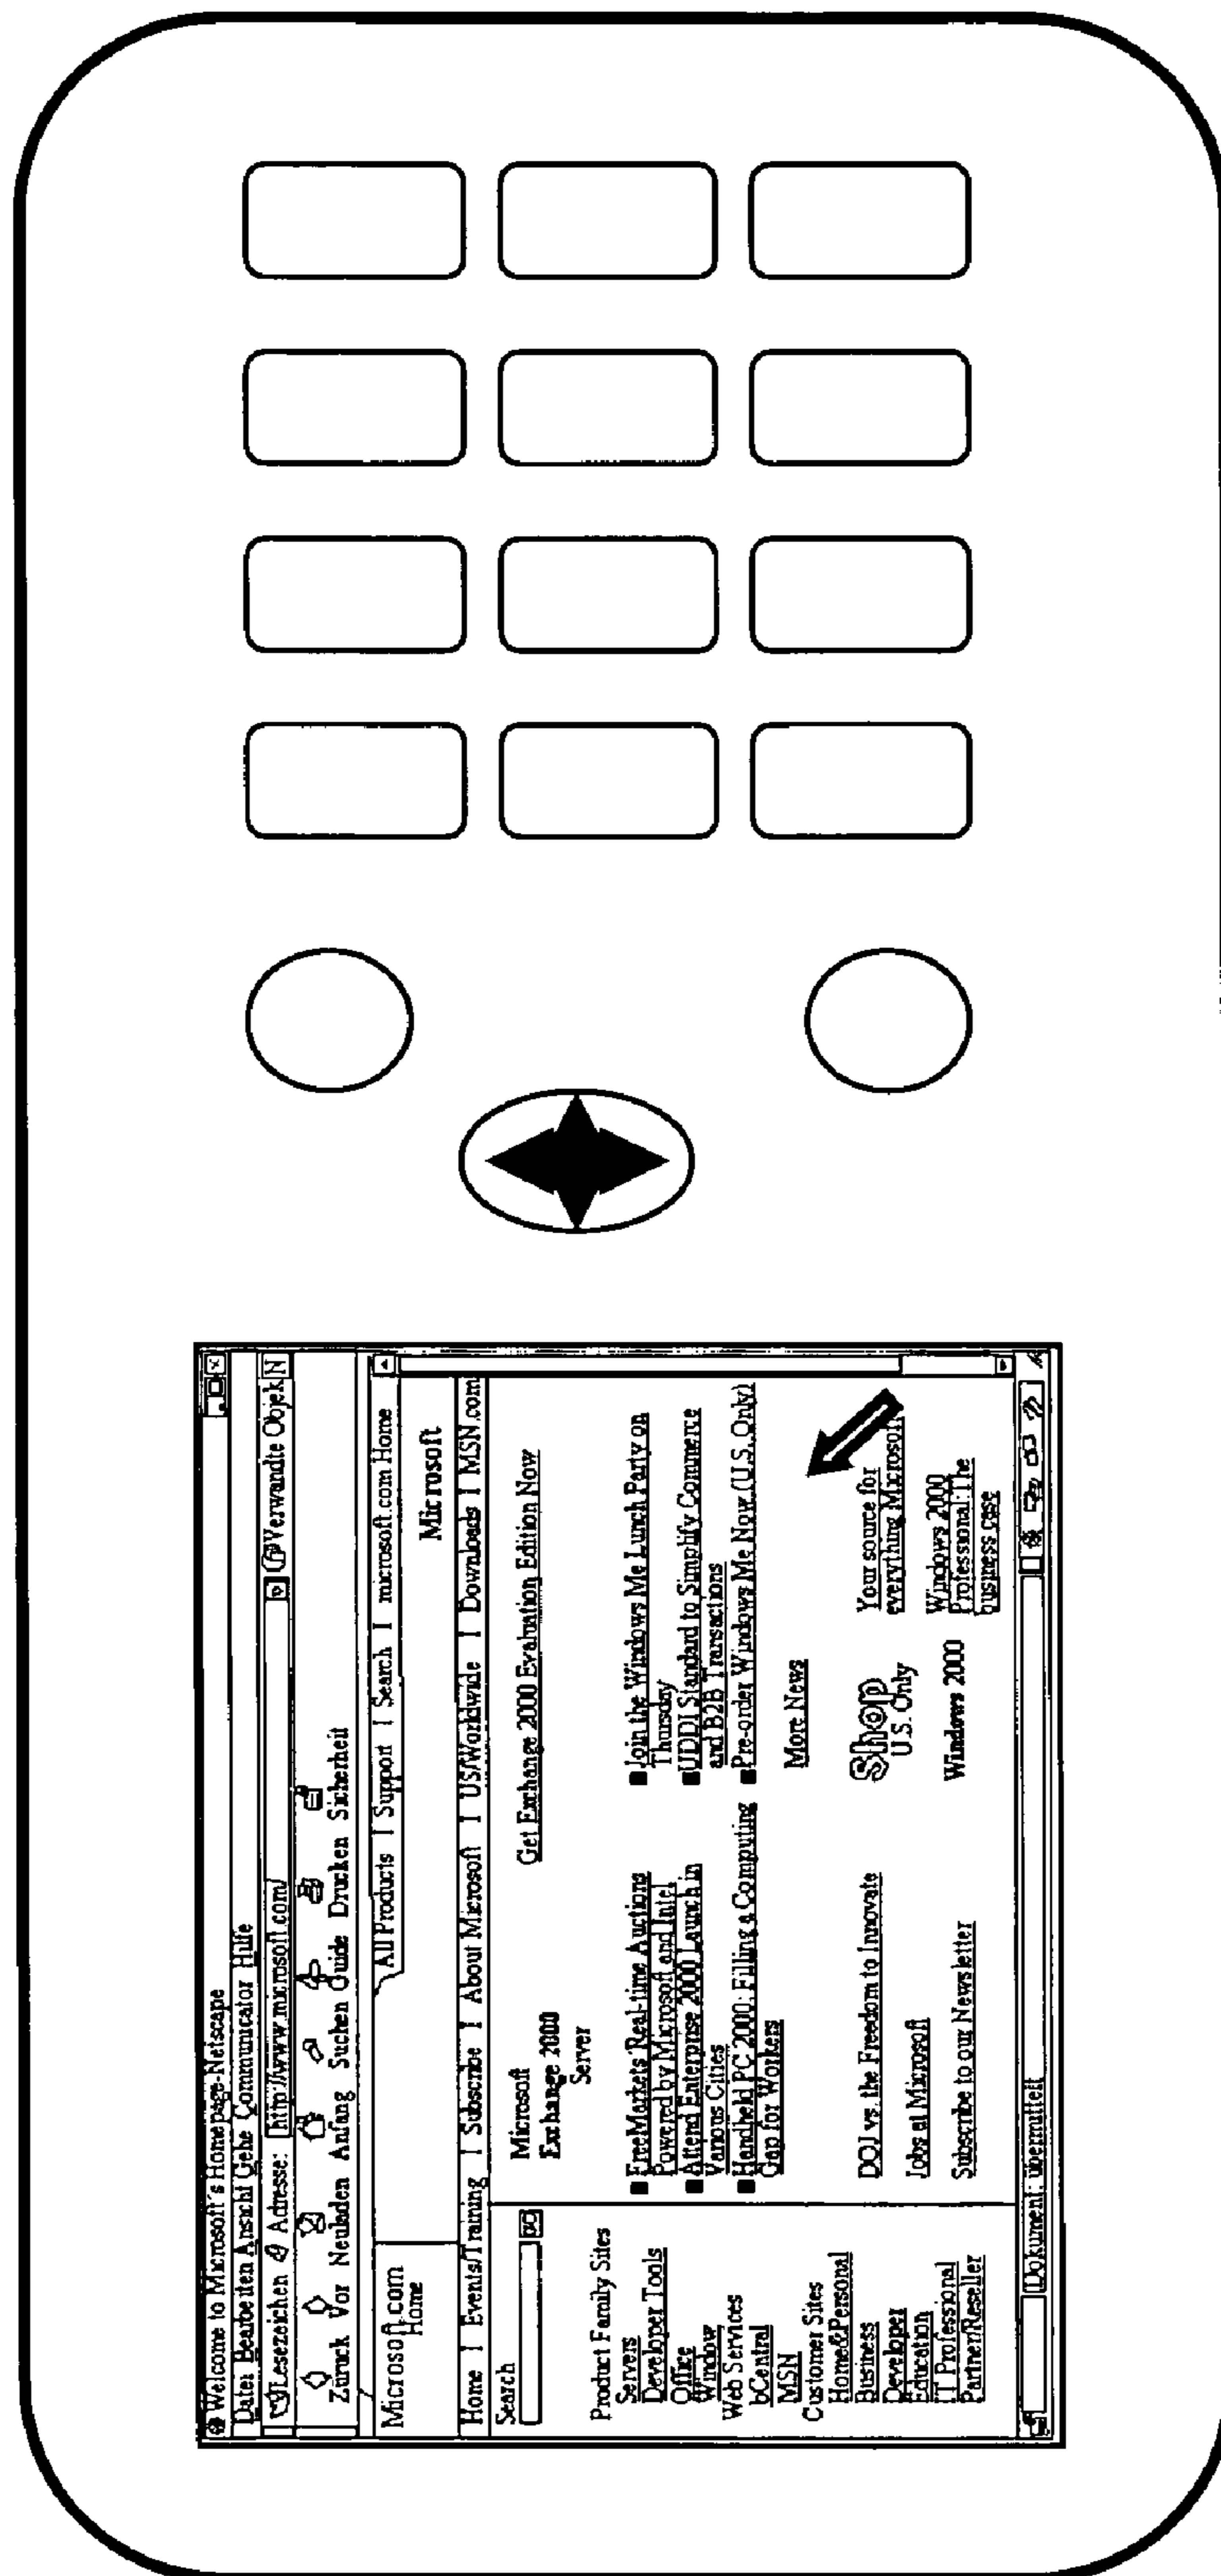 Welcome to Microsoft's Homepage-Netscape
Datei Bearbeiten Ansicht Gehe Communicator Hilfe
Lesezeichen Adresse: http://www.microsoft.com/ Verwandte Objek N
Zuruck Vor Neuladen Anfang Suchen Guide Drucken Sicherheit
All Products | Support | Search | microsoft.com Home
Microsoft.com
Home
Microsoft
Home | Events/Training | Subscribe | About Microsoft | US/Worldwide | Downloads | MSN.com
Search
Product Family Sites
Servers
Developer Tools
Office
Window
Web Services
bCentral
MSN
Customer Sites
Home&Personal
Business
Developer
Education
IT Professional
Partner/Reseller
Microsoft
Exchange 2000
Server
Get Exchange 2000 Evaluation Edition Now
FreeMarkets Real-time Auctions
Powered by Microsoft and Intel
Attend Enterprise 2000 Launch in
Various Cities
Handheld PC 2000: Filling a Computing
Gap for Workers
Join the Windows Me Lunch Party on
Thursday
UDDI Standard to Simplify Commerce
and B2B Transactions
Pre-order Windows Me Now (U.S. Only)
More News
DOJ vs. the Freedom to Innovate
Jobs at Microsoft
Subscribe to our Newsletter
Shop
U.S. Only
Your source for
everything Microsoft
Windows 2000
Windows 2000
Professional: The
business case
Dokument: übermittelt